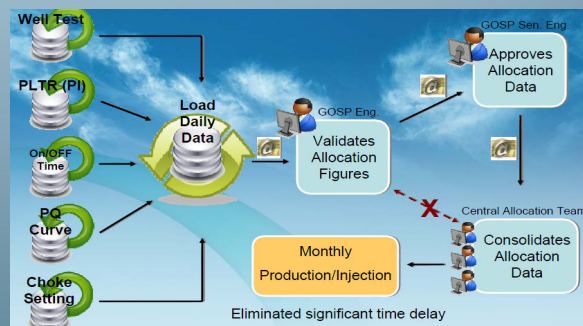 Well Test
PLTR (PI)
On/OFF
Time
PQ
Curve
Choke
Setting
Load
Daily
Data
@
GOSP Eng.
Validates
Allocation
Figures
@
GOSP Sen. Eng
Approves
Allocation
Data
@
X
Central Allocation Team
Consolidates
Allocation
Data
Monthly
Production/Injection
Eliminated significant time delay